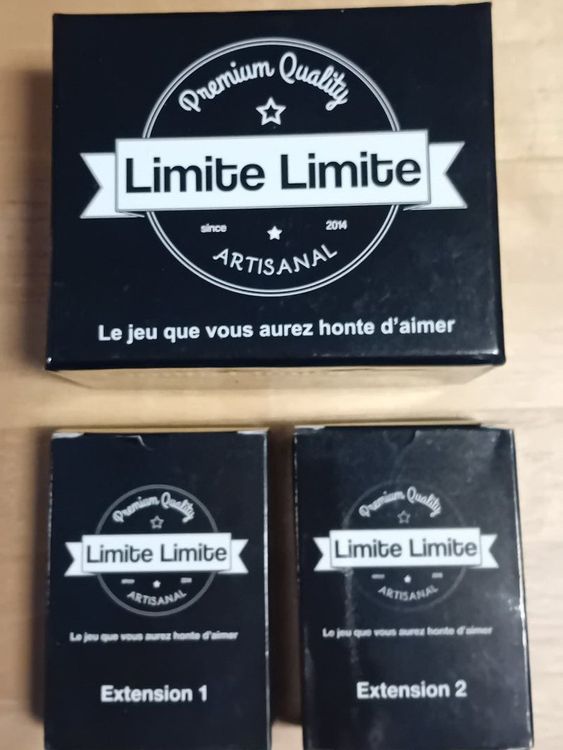 Premium Quality
Limite Limite
since 2014
ARTISANAL
Le jeu que vous aurez honte d'aimer
Premium Quality
Limite Limite
ARTISANAL
Le jeu que vous aurez honte d'aimer
Extension 1
Premium Quality
Limite Limite
ARTISANAL
Le jeu que vous aurez honte d'aimer
Extension 2